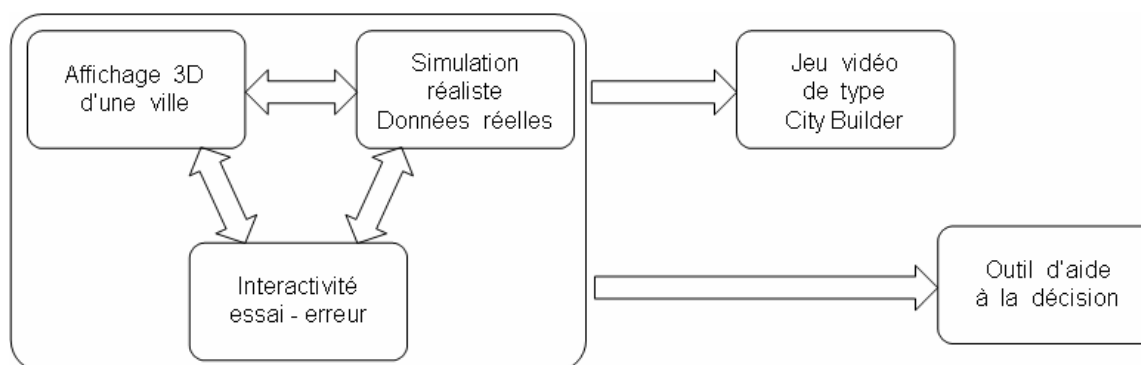 Affichage 3D
d'une ville
Simulation
réaliste
Données réelles
Jeu vidéo
de type
City Builder
Interactivité
essai - erreur
Outil d'aide
à la décision